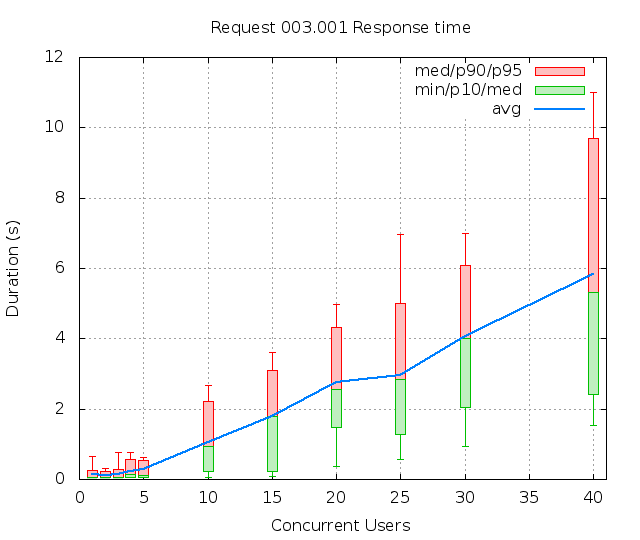 Request 003.001 Response time
12
10
8
6
4
2
0
Duration (s)
med/p90/p95
min/p10/med
avg
0 5 10 15 20 25 30 35 40
Concurrent Users